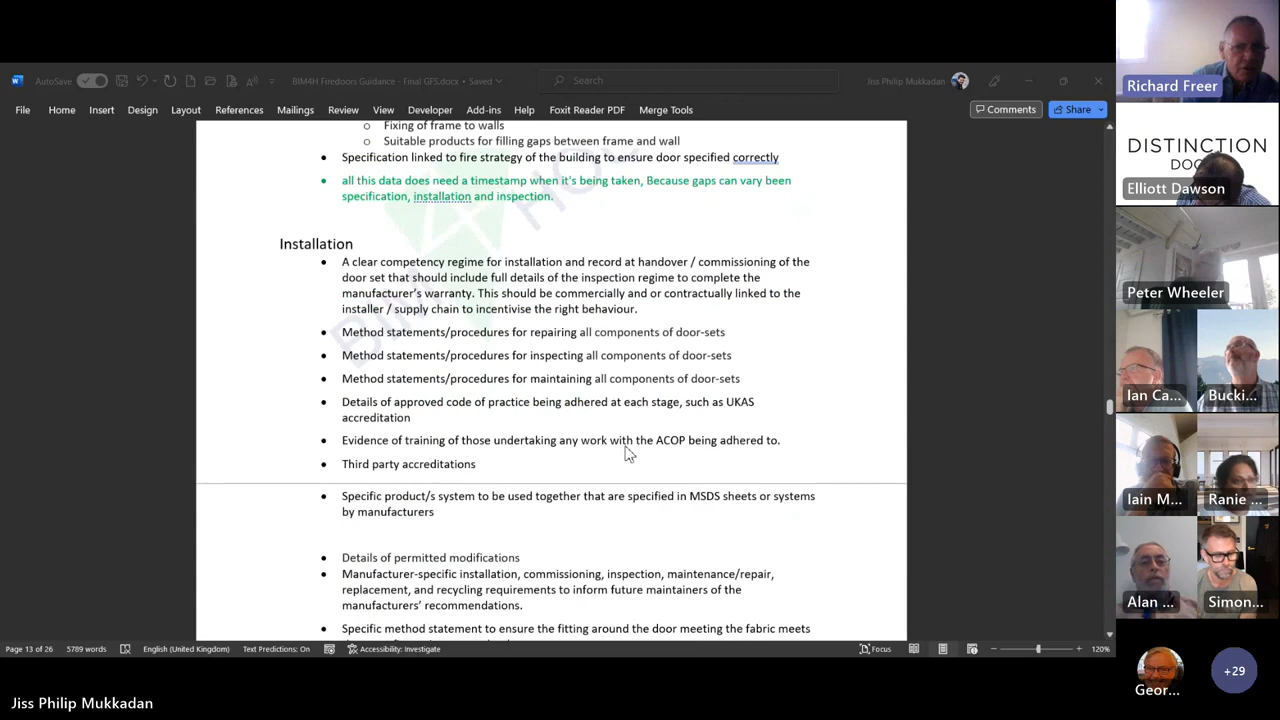 AutoSave
BIM4H Firedoors Guidance - Final GFS.docx • Saved
Search
Jiss Philip Mukkadan
File Home Insert Design Layout References Mailings Review View Developer Add-ins Help Foxit Reader PDF Merge Tools
Comments Share
o Fixing of frame to walls
o Suitable products for filling gaps between frame and wall
• Specification linked to fire strategy of the building to ensure door specified correctly
• all this data does need a timestamp when it's being taken, Because gaps can vary been
specification, installation and inspection.
Installation
• A clear competency regime for installation and record at handover / commissioning of the
door set that should include full details of the inspection regime to complete the
manufacturer's warranty. This should be commercially and or contractually linked to the
installer / supply chain to incentivise the right behaviour.
• Method statements/procedures for repairing all components of door-sets
• Method statements/procedures for inspecting all components of door-sets
• Method statements/procedures for maintaining all components of door-sets
• Details of approved code of practice being adhered at each stage, such as UKAS
accreditation
• Evidence of training of those undertaking any work with the ACOP being adhered to.
• Third party accreditations
• Specific product/s system to be used together that are specified in MSDS sheets or systems
by manufacturers
• Details of permitted modifications
• Manufacturer-specific installation, commissioning, inspection, maintenance/repair,
replacement, and recycling requirements to inform future maintainers of the
manufacturers' recommendations.
• Specific method statement to ensure the fitting around the door meeting the fabric meets
Page 13 of 26 5789 words English (United Kingdom) Text Predictions: On Accessibility: Investigate
Focus
120%
Jiss Philip Mukkadan
Richard Freer
DISTINCTION
DOO
Elliott Dawson
Peter Wheeler
Ian Ca... Bucki...
Iain M... Ranie ...
Alan ... Simon...
Geor...
+29